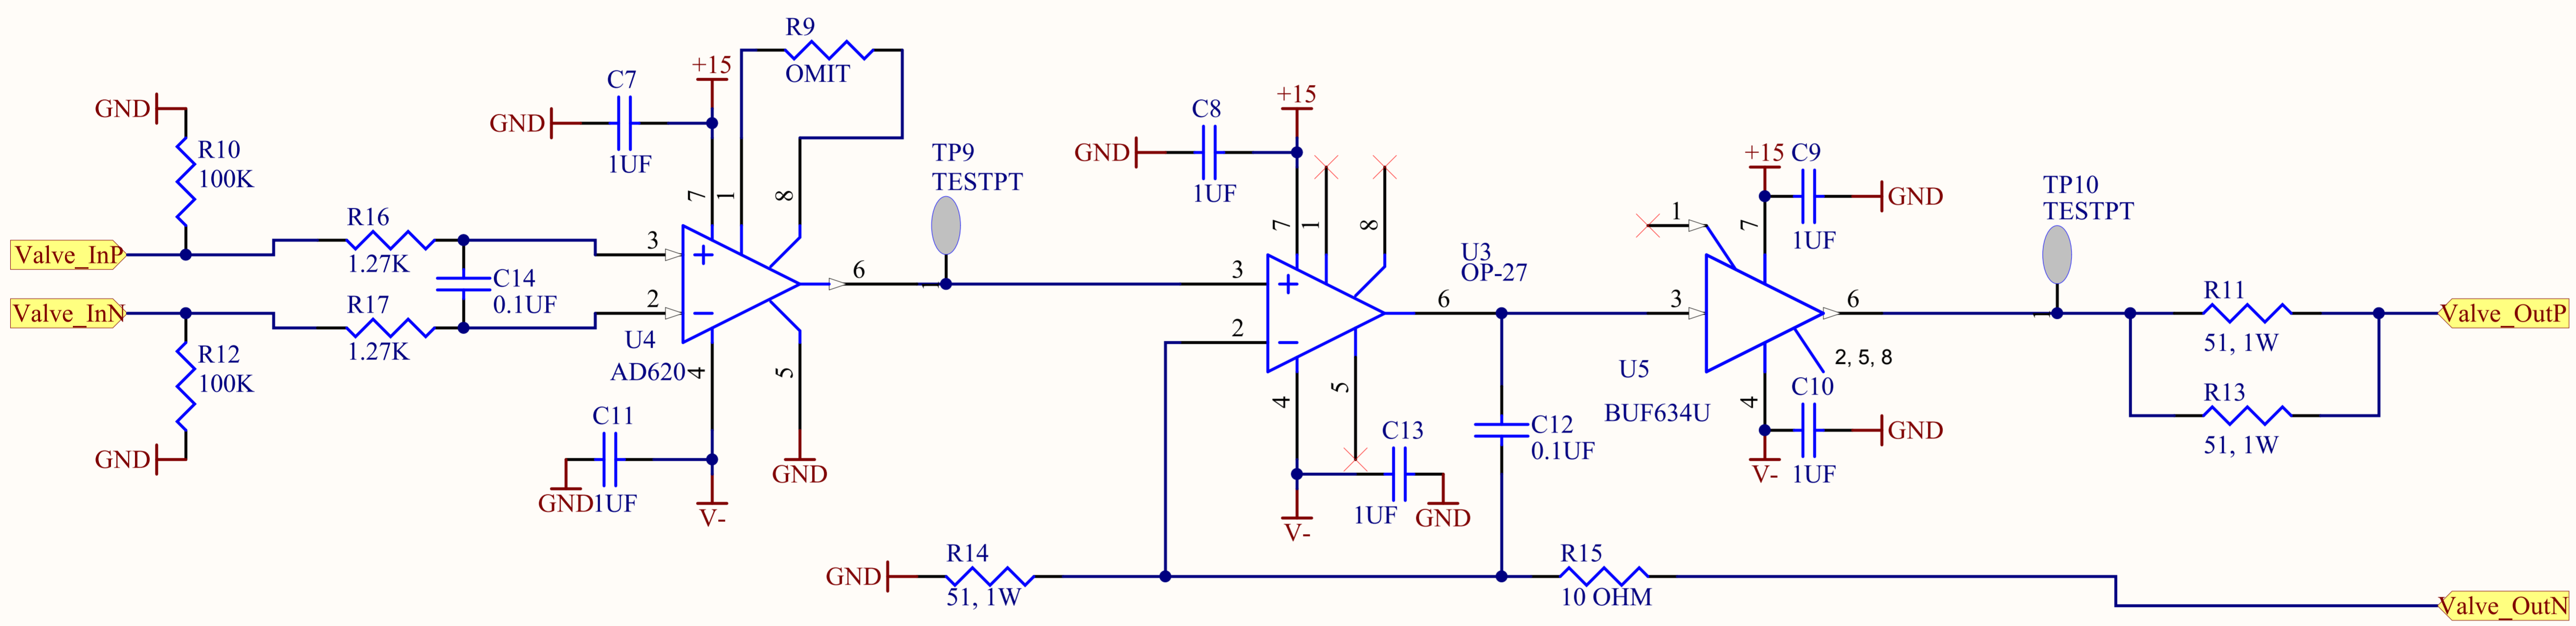 R9
OMIT
C7
+15
GND
1UF
7
1
8
GND
R10
100K
Valve_InP
R16
1.27K
3
C14
0.1UF
Valve_InN
R17
1.27K
2
U4
AD620
4
5
6
R12
100K
GND
C11
GND
1UF
V-
GND
TP9
TESTPT
1
C8
+15
GND
1UF
7
1
8
3
2
U3
OP-27
6
4
5
C13
1UF
GND
V-
C12
0.1UF
GND
R14
51, 1W
R15
10 OHM
+15
C9
GND
1UF
1
7
3
6
U5
BUF634U
2, 5, 8
4
C10
GND
V-
1UF
TP10
TESTPT
1
R11
51, 1W
R13
51, 1W
Valve_OutP
Valve_OutN